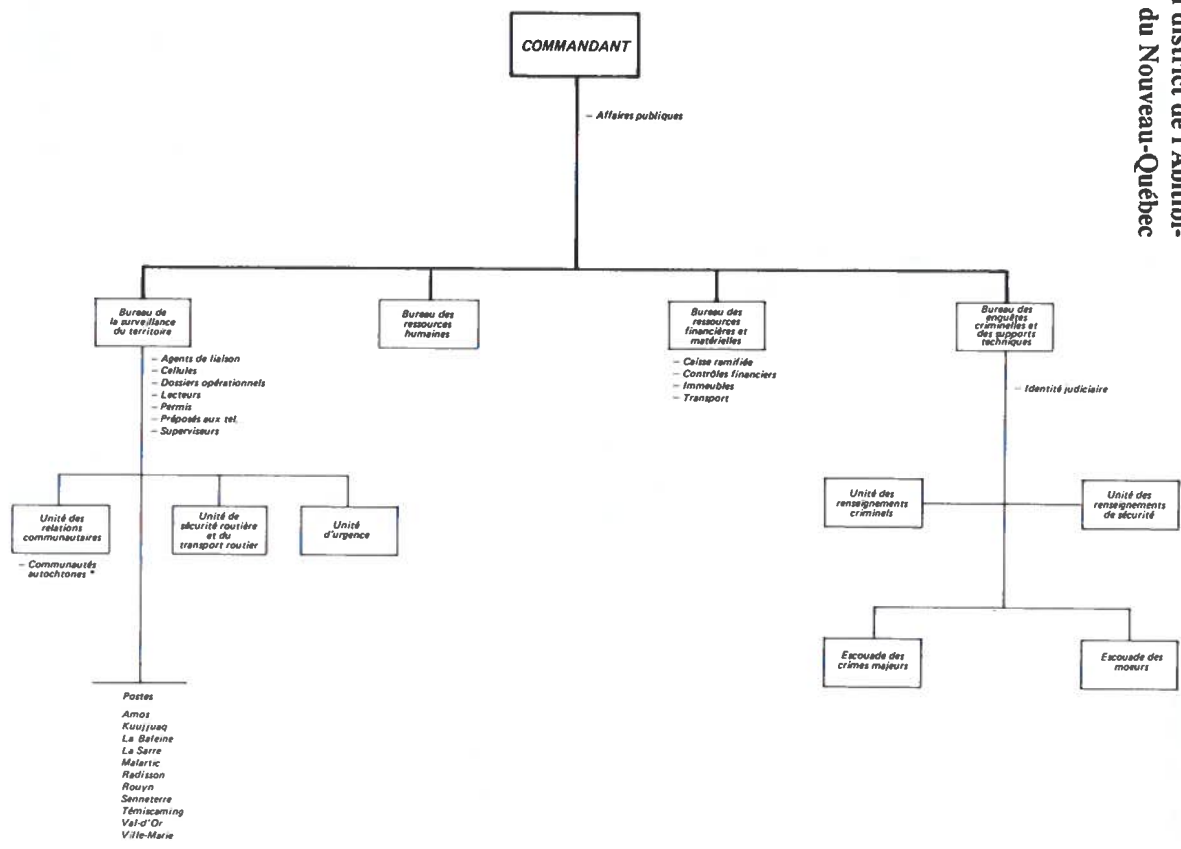 district de l'Abitibi-
du Nouveau-Québec
COMMANDANT
– Affaires publiques
Bureau de
la surveillance
du territoire
– Agents de liaison
– Cellules
– Dossiers opérationnels
– Lecteurs
– Permis
– Préposés aux tel.
– Superviseurs
Bureau des
ressources
humaines
Bureau des
ressources
financières et
matérielles
– Caisse ramifiée
– Contrôles financiers
– Immeubles
– Transport
Bureau des
enquêtes
criminelles et
des supports
techniques
– Identité judiciaire
Unité des
relations
communautaires
– Communautés
autochtones *
Unité de
sécurité routière
et du
transport routier
Unité
d'urgence
Unité des
renseignements
criminels
Unité des
renseignements
de sécurité
Escouade des
crimes majeurs
Escouade des
moeurs
Postes
Amos
Kuujjuaq
La Baleine
La Sarre
Malartic
Radisson
Rouyn
Senneterre
Témiscaming
Val-d'Or
Ville-Marie